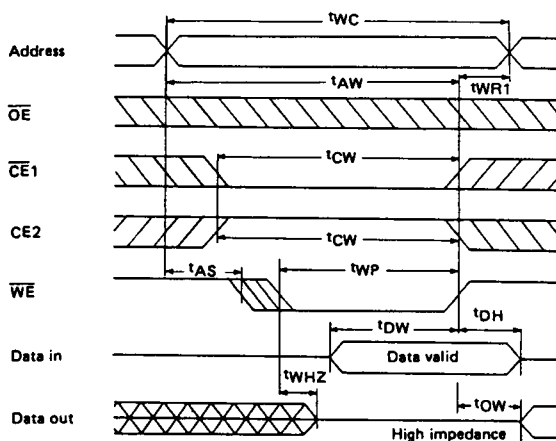 tWC
Address
tAW
tWR1
OE
CE1
tCW
CE2
tCW
tAS
tWP
WE
tDW
tDH
Data in
Data valid
tWHZ
tOW
Data out
High impedance